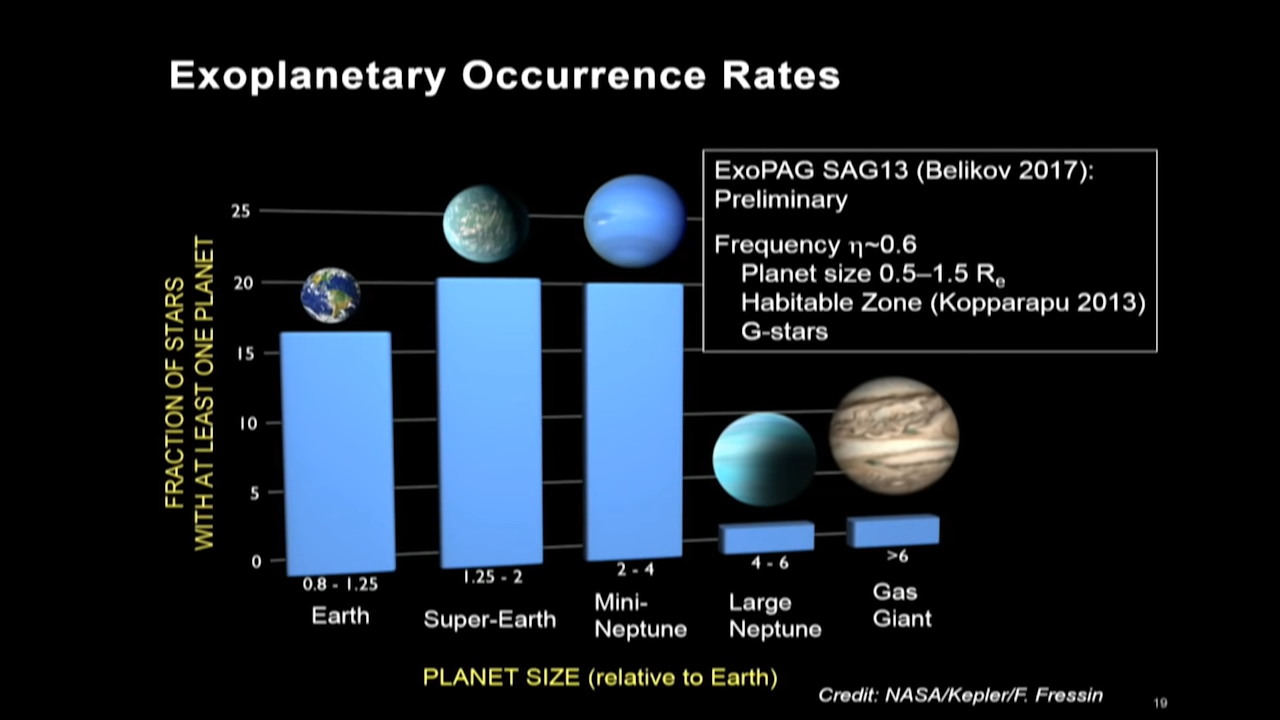 Exoplanetary Occurrence Rates
ExoPAG SAG13 (Belikov 2017):
Preliminary
Frequency η~0.6
Planet size 0.5–1.5 Re
Habitable Zone (Kopparapu 2013)
G-stars
FRACTION OF STARS
WITH AT LEAST ONE PLANET
25
20
15
10
5
0
0.8 - 1.25
1.25 - 2
2 - 4
4 - 6
>6
Earth
Super-Earth
Mini-
Neptune
Large
Neptune
Gas
Giant
PLANET SIZE (relative to Earth)
Credit: NASA/Kepler/F. Fressin
19